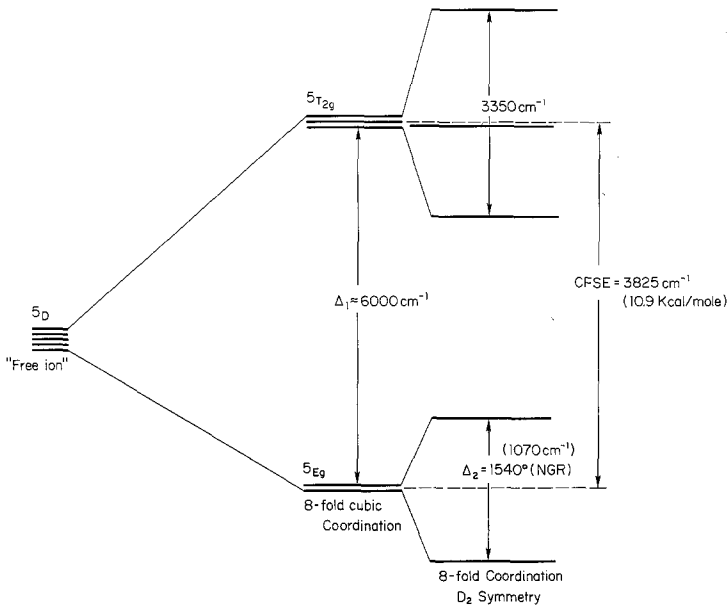 5T2g
3350 cm⁻¹
Δ₁≈6000 cm⁻¹
CFSE = 3825 cm⁻¹
(10.9 Kcal/mole)
5D
"Free ion"
(1070 cm⁻¹)
Δ₂=1540° (NGR)
5Eg
8-fold cubic
Coordination
8-fold Coordination
D₂ Symmetry